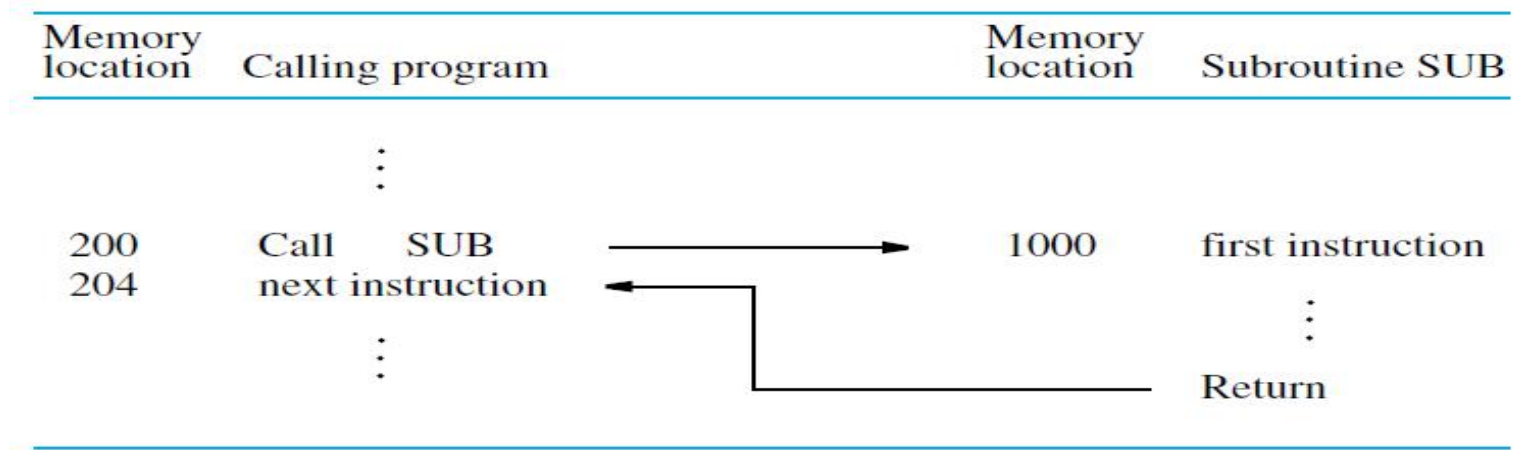 Memory location Calling program Memory location Subroutine SUB
200 Call SUB 1000 first instruction
204 next instruction
Return